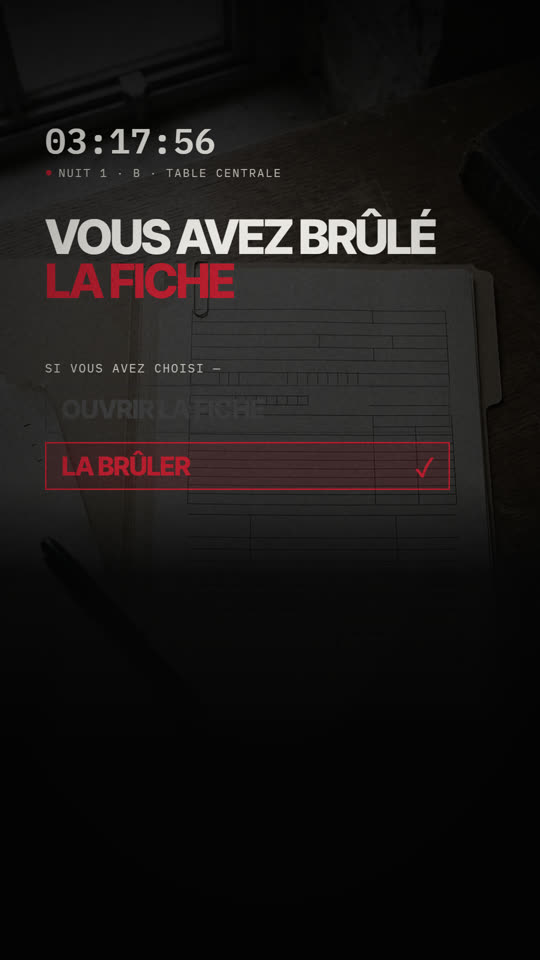 03:17:56
NUIT 1 · B · TABLE CENTRALE
VOUS AVEZ BRÛLÉ
LA FICHE
SI VOUS AVEZ CHOISI —
OUVRIR LA FICHE
LA BRÛLER ✓